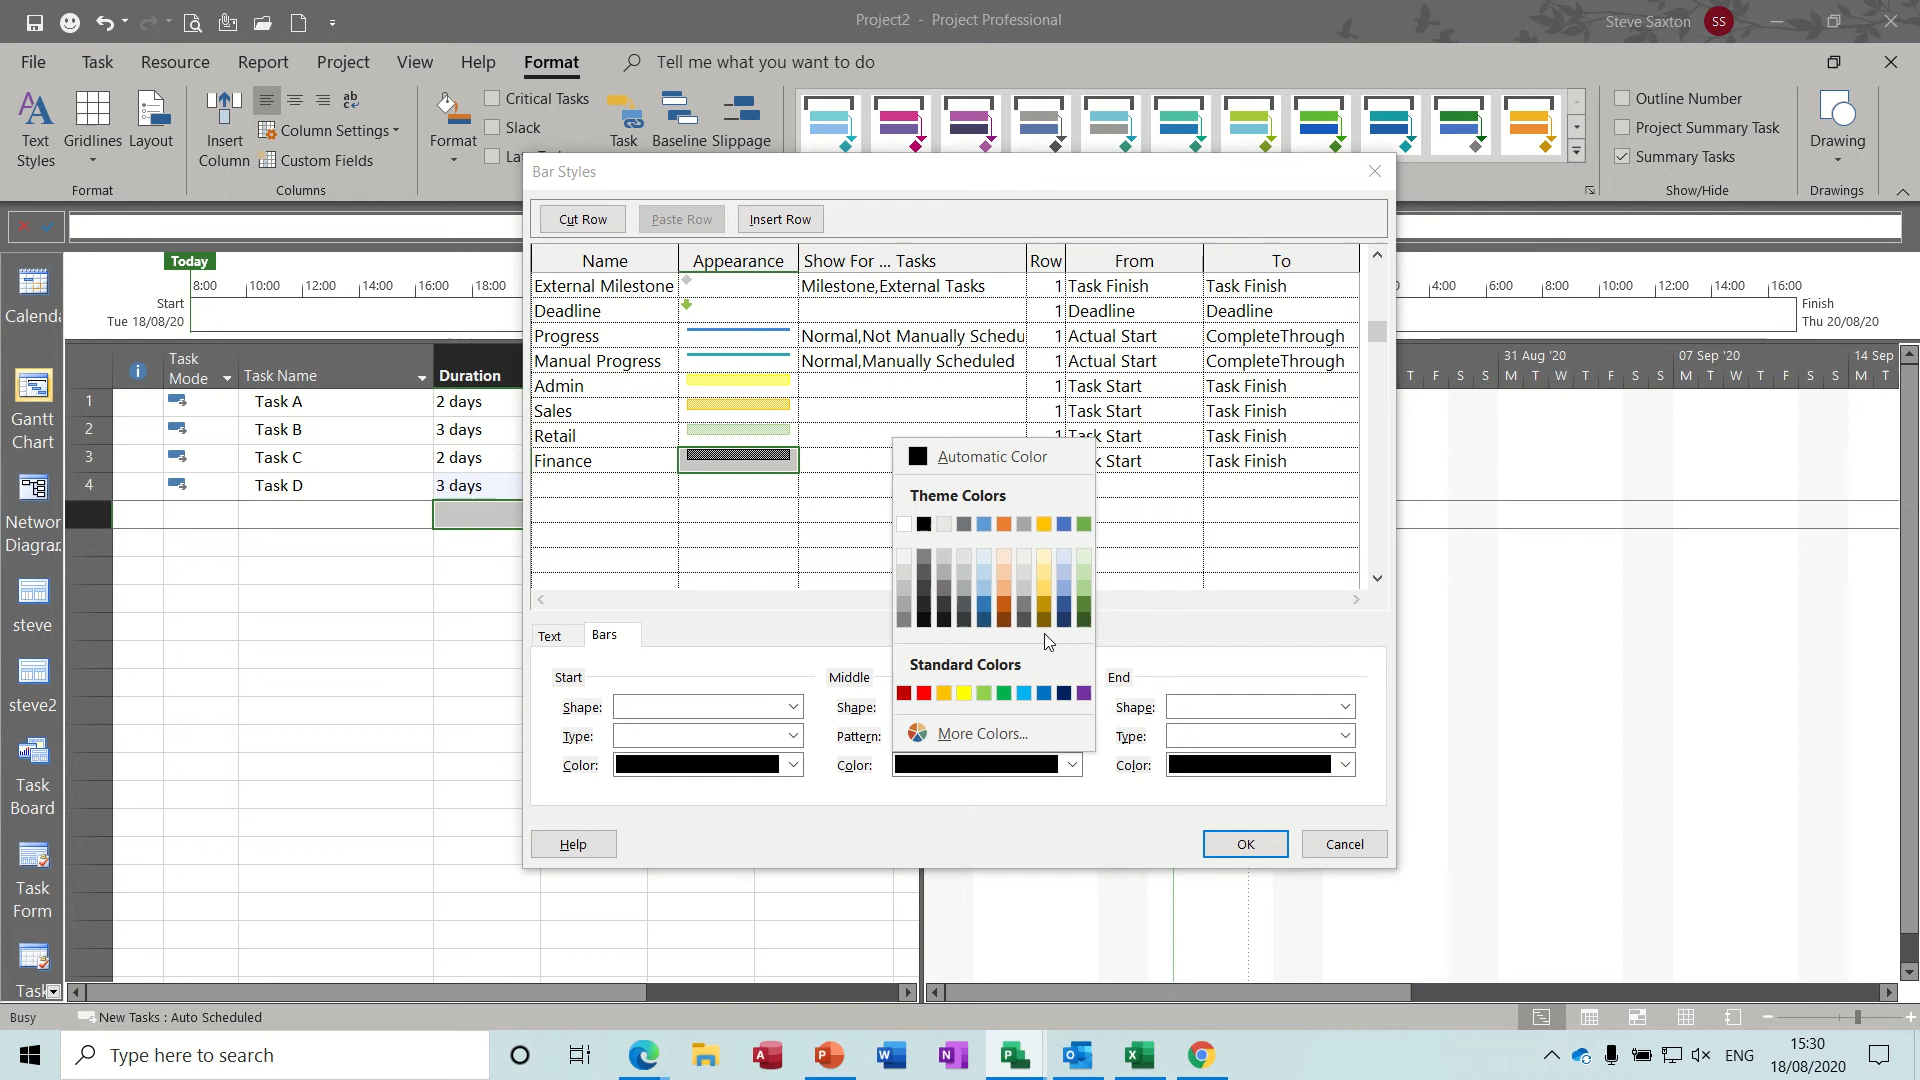 Project2 - Project Professional
Steve Saxton SS
File Task Resource Report Project View Help Format Tell me what you want to do
Text Styles
Gridlines
Layout
Format
Insert Column
Column Settings
Custom Fields
Columns
Format
Critical Tasks
Slack
Task
Baseline
Slippage
Outline Number
Project Summary Task
Summary Tasks
Show/Hide
Drawing
Drawings
Bar Styles
Cut Row Paste Row Insert Row
Name Appearance Show For ... Tasks Row From To
External Milestone Milestone,External Tasks 1 Task Finish Task Finish
Deadline 1 Deadline Deadline
Progress Normal,Not Manually Schedu 1 Actual Start CompleteThrough
Manual Progress Normal,Manually Scheduled 1 Actual Start CompleteThrough
Admin 1 Task Start Task Finish
Sales 1 Task Start Task Finish
Retail 1 Task Start Task Finish
Finance k Start Task Finish
Automatic Color
Theme Colors
Standard Colors
More Colors...
Text Bars
Start Middle End
Shape: Shape: Shape:
Type: Pattern: Type:
Color: Color: Color:
Help OK Cancel
Today
8:00 10:00 12:00 14:00 16:00 18:00
4:00 6:00 8:00 10:00 12:00 14:00 16:00
Start
Tue 18/08/20
Finish
Thu 20/08/20
31 Aug '20 07 Sep '20 14 Sep
T F S S M T W T F S S M T W T F S S M T
Task Mode Task Name Duration
1 Task A 2 days
2 Task B 3 days
3 Task C 2 days
4 Task D 3 days
Calenda
Gantt Chart
Networ
Diagra
steve
steve2
Task Board
Task Form
Task
Busy New Tasks : Auto Scheduled
Type here to search
ENG
15:30
18/08/2020